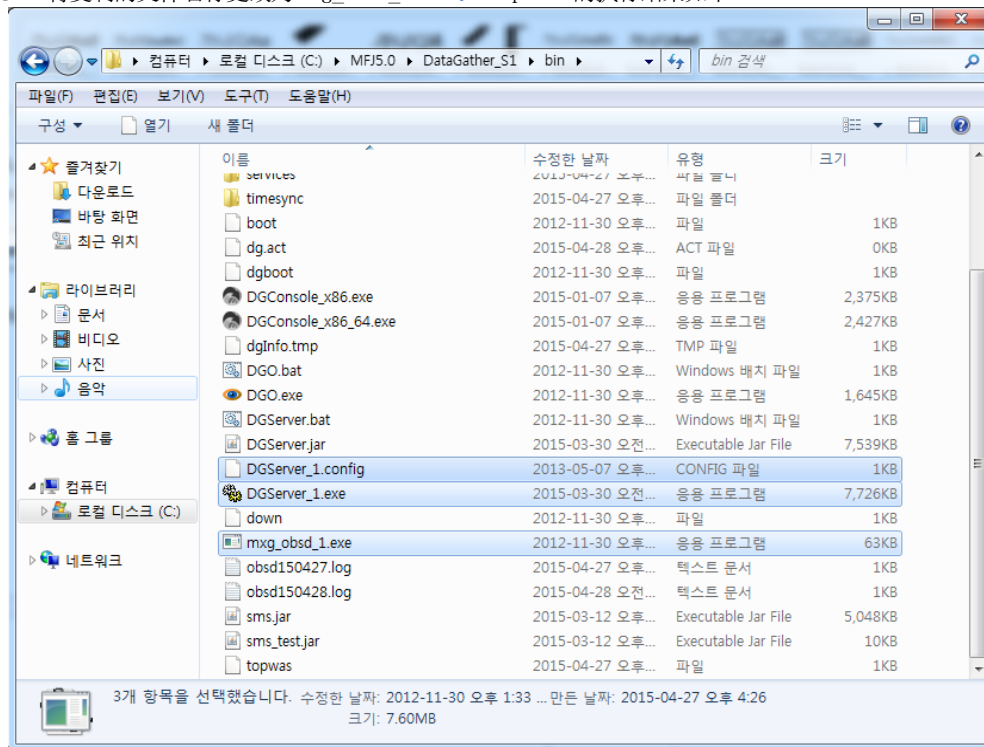 컴퓨터 ▸ 로컬 디스크 (C:) ▸ MFJ5.0 ▸ DataGather_S1 ▸ bin ▸ bin 검색
파일(F) 편집(E) 보기(V) 도구(T) 도움말(H)
구성 ▼ 열기 새 폴더
즐겨찾기
다운로드
바탕 화면
최근 위치
라이브러리
문서
비디오
사진
음악
홈 그룹
컴퓨터
로컬 디스크 (C:)
네트워크
이름 수정한 날짜 유형 크기
services 2015-04-27 오후... 파일 폴더
timesync 2015-04-27 오후... 파일 폴더
boot 2012-11-30 오후... 파일 1KB
dg.act 2015-04-28 오후... ACT 파일 0KB
dgboot 2012-11-30 오후... 파일 1KB
DGConsole_x86.exe 2015-01-07 오후... 응용 프로그램 2,375KB
DGConsole_x86_64.exe 2015-01-07 오후... 응용 프로그램 2,427KB
dgInfo.tmp 2015-04-27 오후... TMP 파일 1KB
DGO.bat 2012-11-30 오후... Windows 배치 파일 1KB
DGO.exe 2012-11-30 오후... 응용 프로그램 1,645KB
DGServer.bat 2012-11-30 오후... Windows 배치 파일 1KB
DGServer.jar 2015-03-30 오전... Executable Jar File 7,539KB
DGServer_1.config 2013-05-07 오후... CONFIG 파일 1KB
DGServer_1.exe 2015-03-30 오전... 응용 프로그램 7,726KB
down 2012-11-30 오후... 파일 1KB
mxg_obsd_1.exe 2012-11-30 오후... 응용 프로그램 63KB
obsd150427.log 2015-04-27 오후... 텍스트 문서 1KB
obsd150428.log 2015-04-28 오전... 텍스트 문서 1KB
sms.jar 2015-03-12 오후... Executable Jar File 5,048KB
sms_test.jar 2015-03-12 오후... Executable Jar File 10KB
topwas 2015-04-27 오후... 파일 1KB
3개 항목을 선택했습니다. 수정한 날짜: 2012-11-30 오후 1:33 ... 만든 날짜: 2015-04-27 오후 4:26
크기: 7.60MB